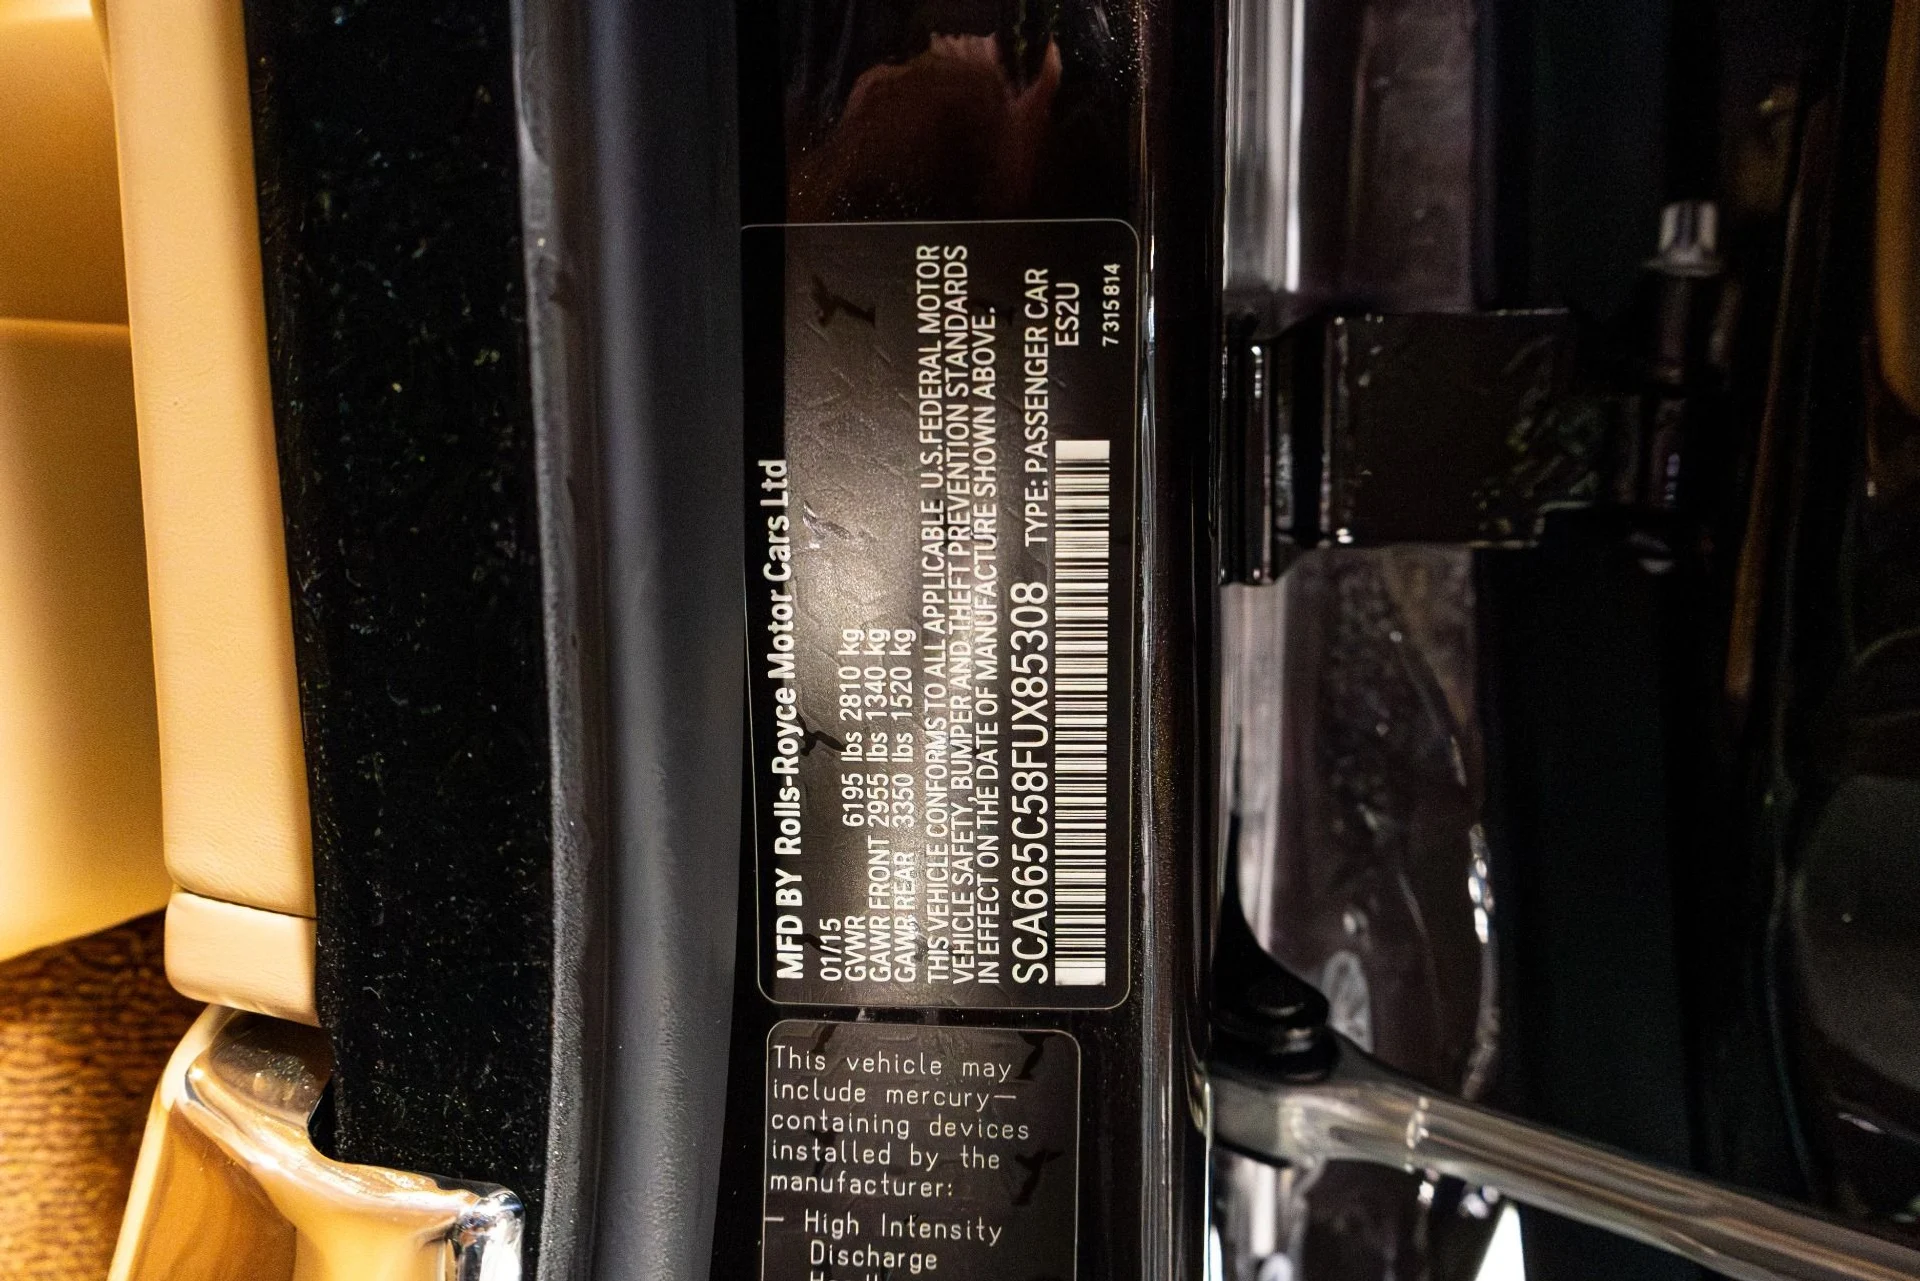 MFD BY Rolls-Royce Motor Cars Ltd
01/15
GVWR 6195 lbs 2810 kg
GAWR FRONT 2955 lbs 1340 kg
GAWR REAR 3350 lbs 1520 kg
THIS VEHICLE CONFORMS TO ALL APPLICABLE U.S.FEDERAL MOTOR
VEHICLE SAFETY, BUMPER AND THEFT PREVENTION STANDARDS
IN EFFECT ON THE DATE OF MANUFACTURE SHOWN ABOVE.
SCA665C58FUX85308 TYPE: PASSENGER CAR
ES2U
7315814
This vehicle may
include mercury—
containing devices
installed by the
manufacturer:
— High Intensity
Discharge